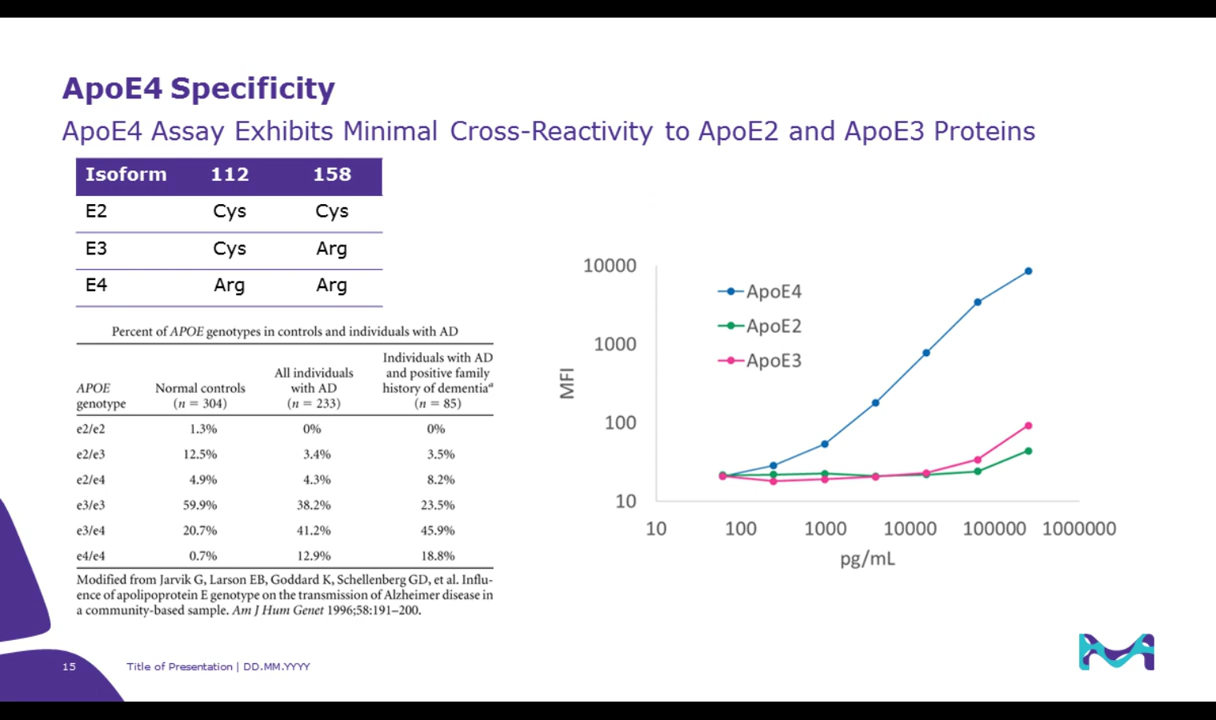 ApoE4 Specificity
ApoE4 Assay Exhibits Minimal Cross-Reactivity to ApoE2 and ApoE3 Proteins
Isoform 112 158
E2 Cys Cys
E3 Cys Arg
E4 Arg Arg
Percent of APOE genotypes in controls and individuals with AD
APOE genotype
Normal controls (n = 304)
All individuals with AD (n = 233)
Individuals with AD and positive family history of dementiaᵃ (n = 85)
e2/e2 1.3% 0% 0%
e2/e3 12.5% 3.4% 3.5%
e2/e4 4.9% 4.3% 8.2%
e3/e3 59.9% 38.2% 23.5%
e3/e4 20.7% 41.2% 45.9%
e4/e4 0.7% 12.9% 18.8%
Modified from Jarvik G, Larson EB, Goddard K, Schellenberg GD, et al. Influ-
ence of apolipoprotein E genotype on the transmission of Alzheimer disease in
a community-based sample. Am J Hum Genet 1996;58:191–200.
10000
1000
100
10
MFI
ApoE4
ApoE2
ApoE3
10 100 1000 10000 100000 1000000
pg/mL
15 Title of Presentation | DD.MM.YYYY